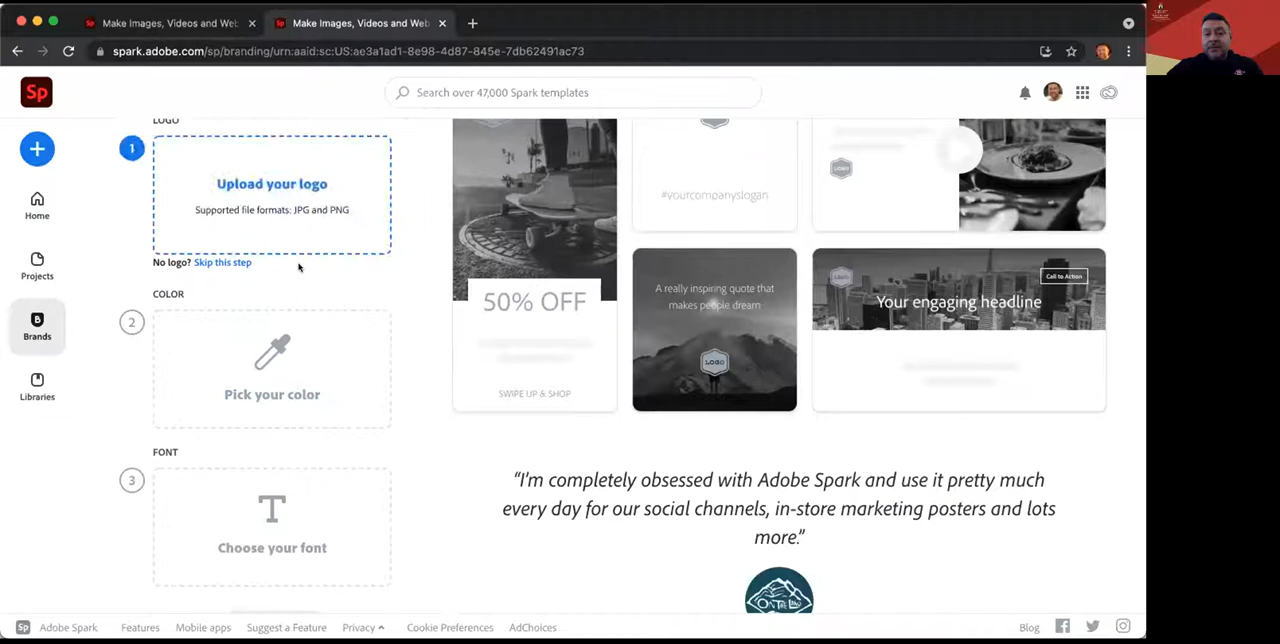 Make Images, Videos and Web
Make Images, Videos and Web
spark.adobe.com/sp/branding/urn:aaid:sc:US:ae3a1ad1-8e98-4d87-845e-7db62491ac73
Sp
Search over 47,000 Spark templates
Home
Projects
Brands
Libraries
LOGO
1
Upload your logo
Supported file formats: JPG and PNG
No logo? Skip this step
COLOR
2
Pick your color
FONT
3
Choose your font
50% OFF
SWIPE UP & SHOP
#yourcompanyslogan
LOGO
A really inspiring quote that
makes people dream
LOGO
LOGO
Call to Action
Your engaging headline
“I’m completely obsessed with Adobe Spark and use it pretty much
every day for our social channels, in-store marketing posters and lots
more.”
ON THE LAND
Sp Adobe Spark Features Mobile apps Suggest a Feature Privacy Cookie Preferences AdChoices Blog